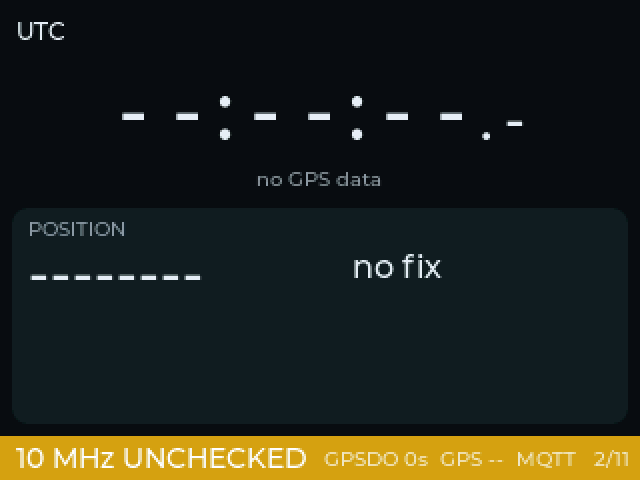 UTC
--:--:--.-
no GPS data
POSITION
-------- no fix
10 MHz UNCHECKED GPSDO 0s GPS -- MQTT 2/11